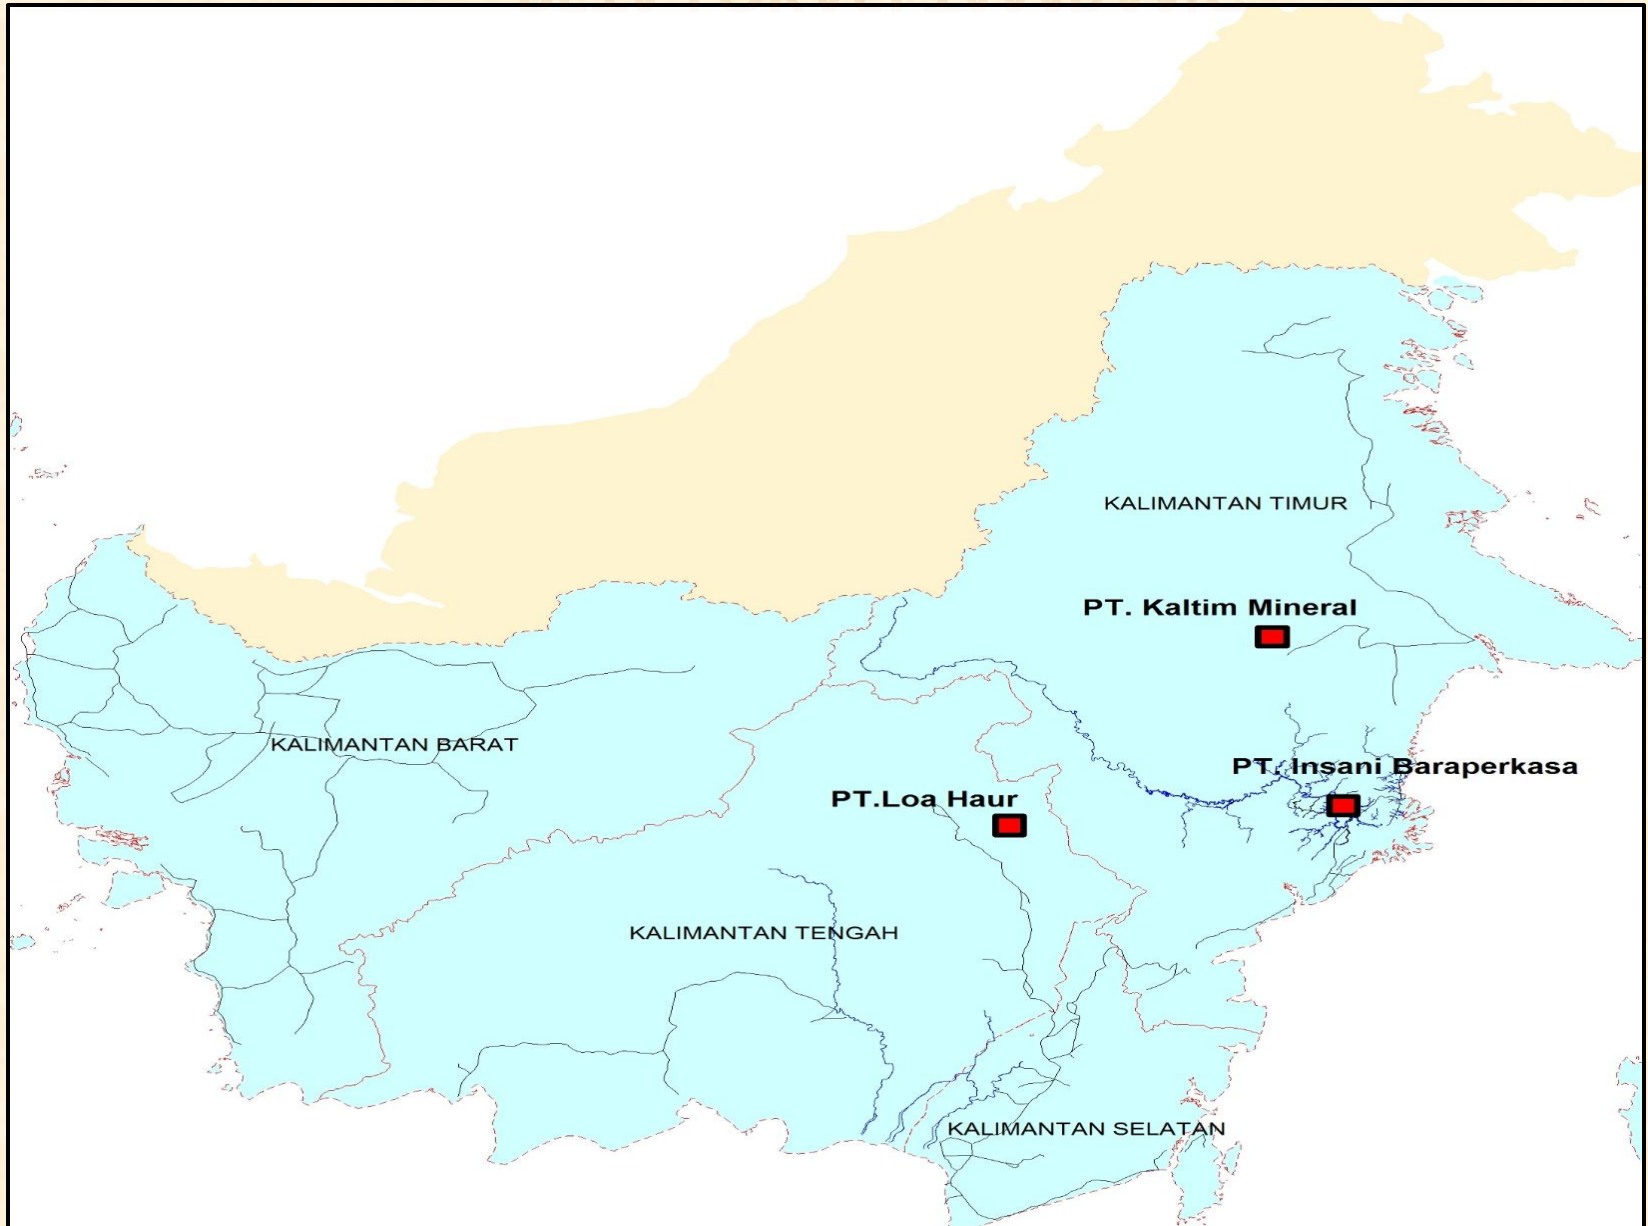 KALIMANTAN TIMUR
PT. Kaltim Mineral
KALIMANTAN BARAT
PT. Insani Baraperkasa
PT.Loa Haur
KALIMANTAN TENGAH
KALIMANTAN SELATAN